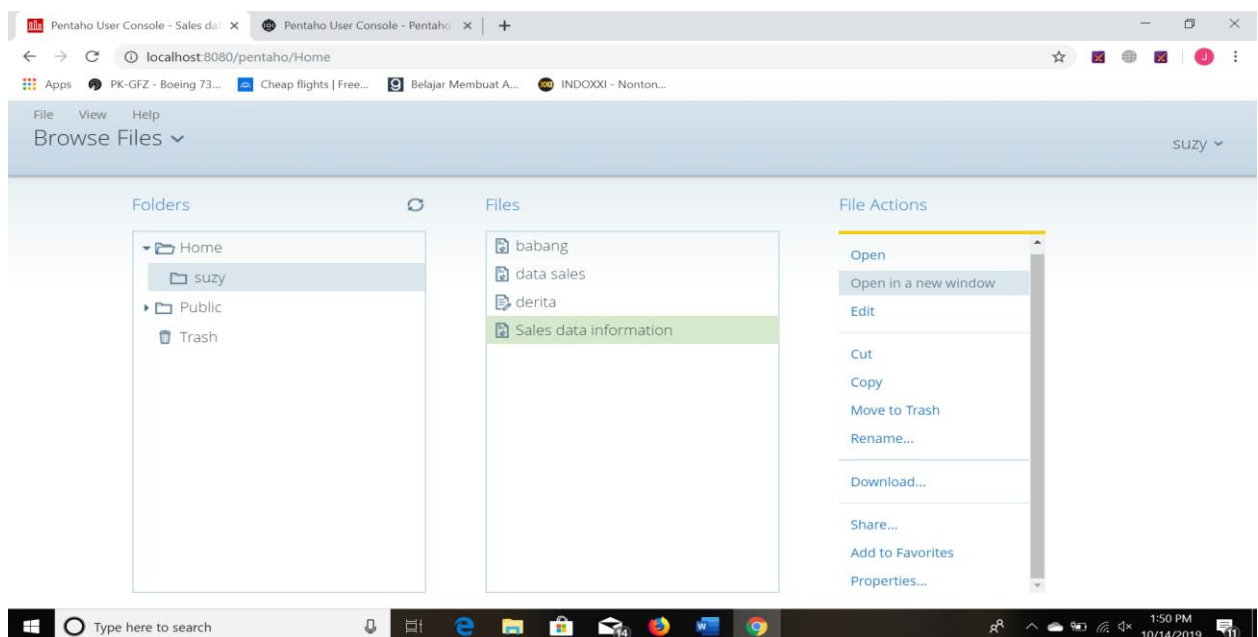 Pentaho User Console - Sales dat
Pentaho User Console - Pentaho
localhost:8080/pentaho/Home
J
Apps
PK-GFZ - Boeing 73...
Cheap flights | Free...
Belajar Membuat A...
INDOXXI - Nonton...
File View Help
Browse Files
suzy
Folders
Home
suzy
Public
Trash
Files
babang
data sales
derita
Sales data information
File Actions
Open
Open in a new window
Edit
Cut
Copy
Move to Trash
Rename...
Download...
Share...
Add to Favorites
Properties...
Type here to search
14
1:50 PM
10/14/2019
11